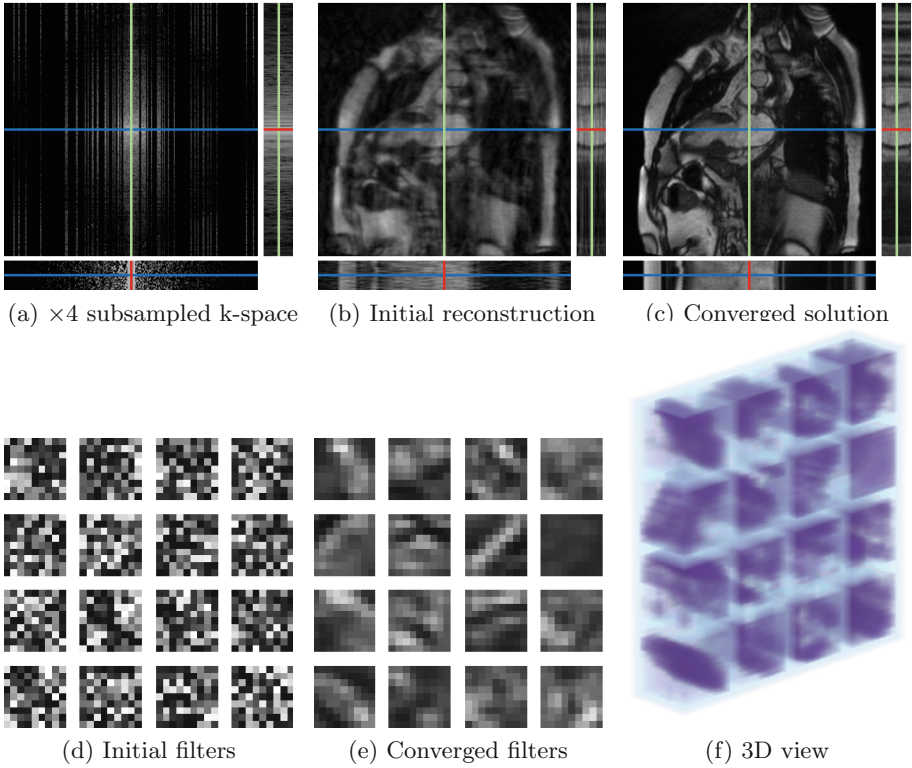 (a) ×4 subsampled k-space
(b) Initial reconstruction
(c) Converged solution
(d) Initial filters
(e) Converged filters
(f) 3D view